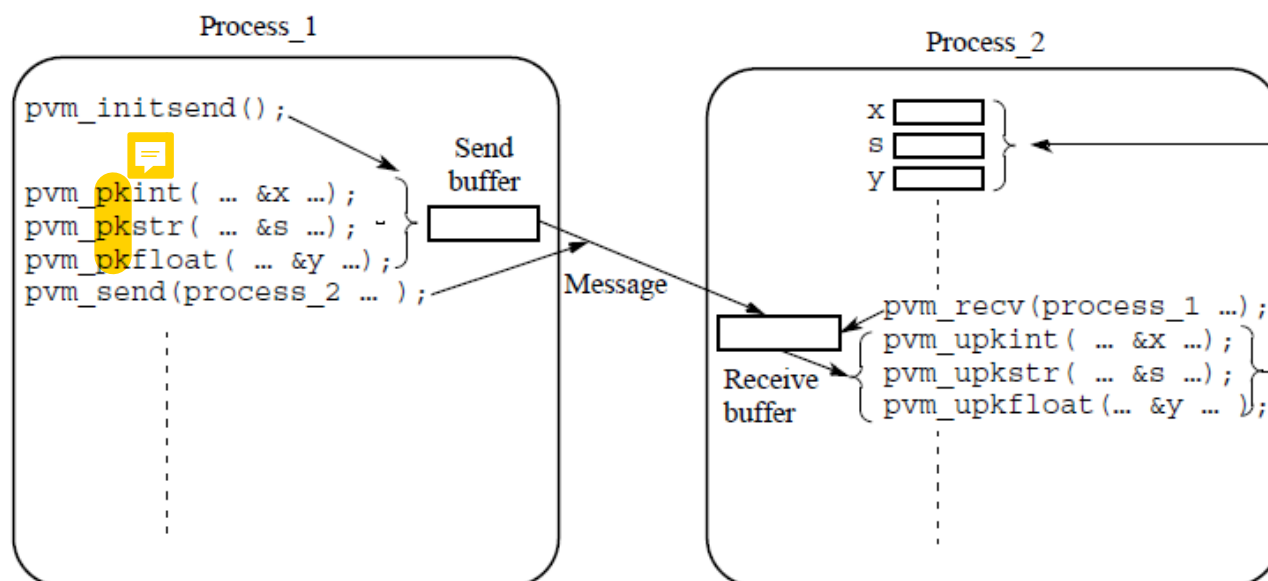 Process_1
pvm_initsend();
pvm_pkint( … &x …);
pvm_pkstr( … &s …);
pvm_pkfloat( … &y …);
pvm_send(process_2 … );
Send
buffer
Message
Process_2
x
s
y
pvm_recv(process_1 …);
pvm_upkint( … &x …);
pvm_upkstr( … &s …);
pvm_upkfloat(… &y … );
Receive
buffer